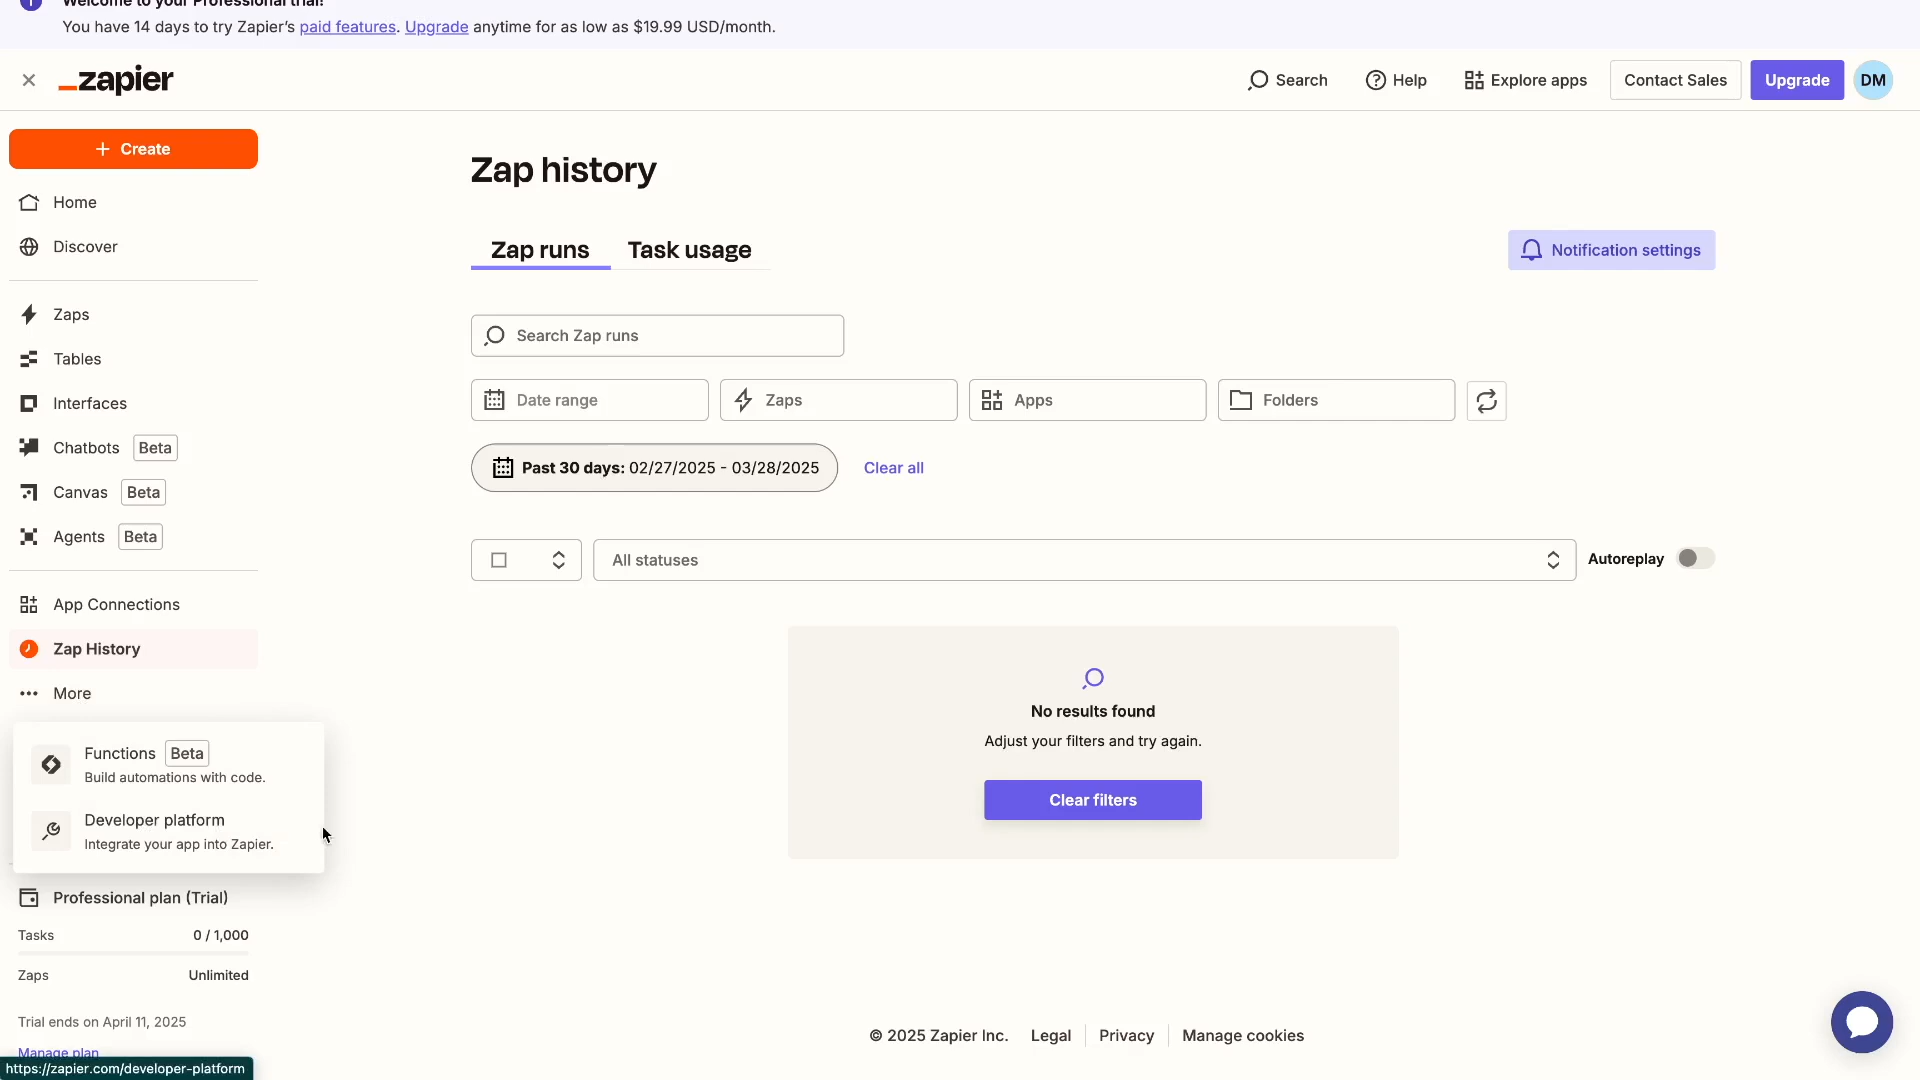 Welcome to your Professional trial!
You have 14 days to try Zapier’s paid features. Upgrade anytime for as low as $19.99 USD/month.
zapier
Search
Help
Explore apps
Contact Sales
Upgrade
DM
Create
Home
Discover
Zaps
Tables
Interfaces
Chatbots Beta
Canvas Beta
Agents Beta
App Connections
Zap History
More
Functions Beta
Build automations with code.
Developer platform
Integrate your app into Zapier.
Professional plan (Trial)
Tasks 0 / 1,000
Zaps Unlimited
Trial ends on April 11, 2025
Manage plan
https://zapier.com/developer-platform
Zap history
Zap runs
Task usage
Notification settings
Search Zap runs
Date range
Zaps
Apps
Folders
Past 30 days: 02/27/2025 - 03/28/2025
Clear all
All statuses
Autoreplay
No results found
Adjust your filters and try again.
Clear filters
© 2025 Zapier Inc.
Legal
Privacy
Manage cookies